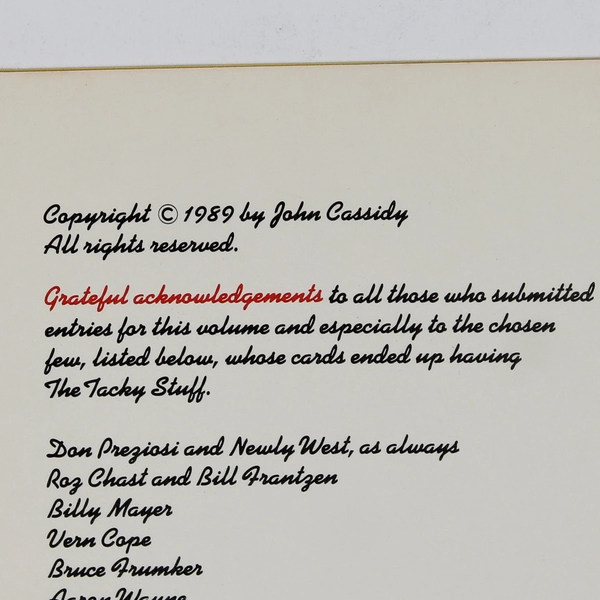 Copyright © 1989 by John Cassidy
All rights reserved.
Grateful acknowledgements to all those who submitted
entries for this volume and especially to the chosen
few, listed below, whose cards ended up having
The Tacky Stuff.
Don Preziosi and Newly West, as always
Roz Chast and Bill Frantzen
Billy Mayer
Vern Cope
Bruce Frumker
Aaron Wayne